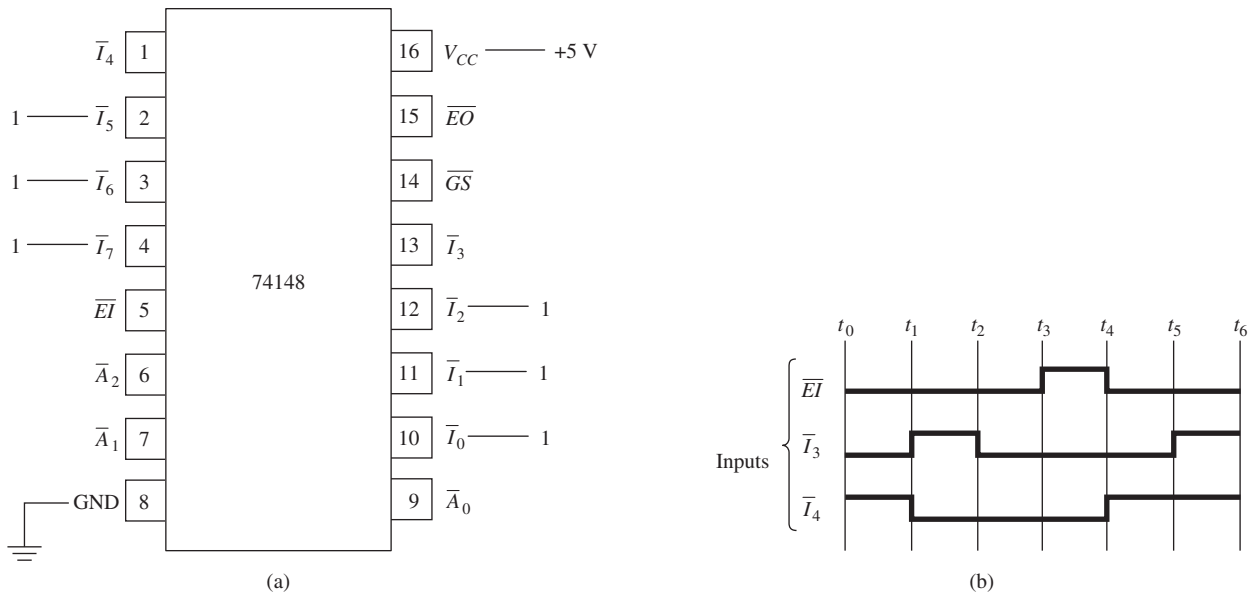 I̅4 1 16 VCC +5 V
1 I̅5 2 15 E̅O̅
1 I̅6 3 14 G̅S̅
1 I̅7 4 13 I̅3
74148
E̅I̅ 5 12 I̅2 1
A̅2 6 11 I̅1 1
A̅1 7 10 I̅0 1
GND 8 9 A̅0
(a)
t0 t1 t2 t3 t4 t5 t6
E̅I̅
I̅3
Inputs
I̅4
(b)